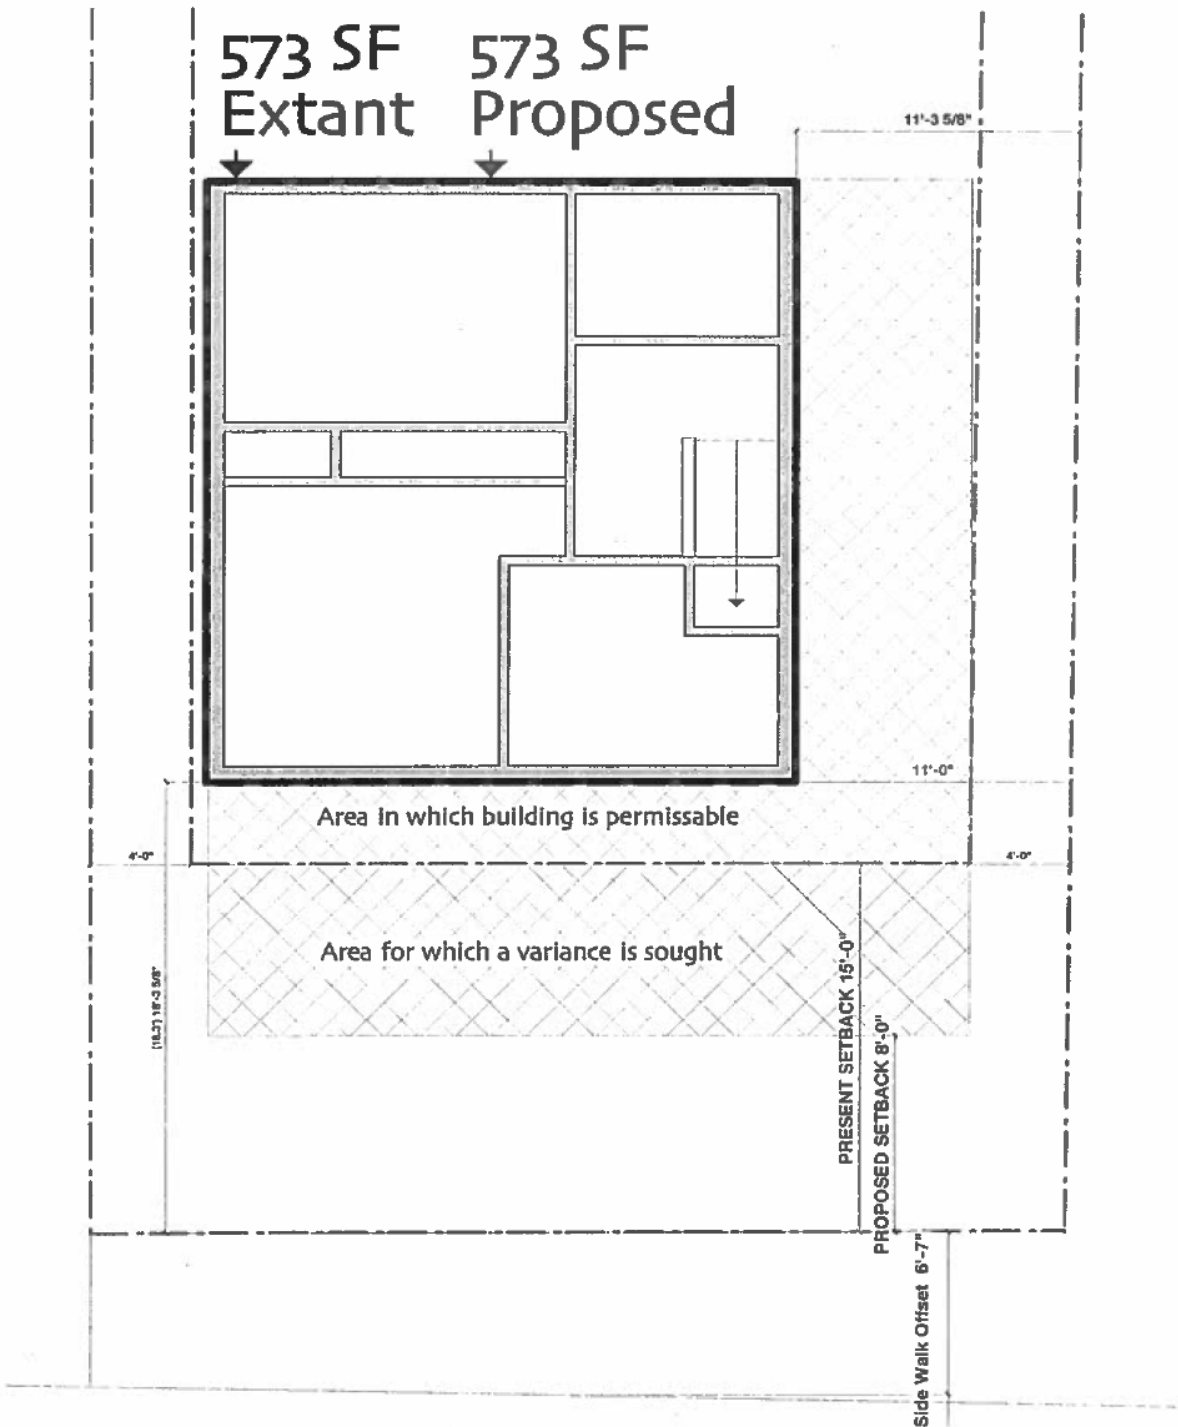 573 SF
Extant
573 SF
Proposed
11'-3 5/8"
11'-0"
Area in which building is permissable
4'-0"
4'-0"
Area for which a variance is sought
PRESENT SETBACK 15'-0"
PROPOSED SETBACK 8'-0"
Side Walk Offset 6'-7"